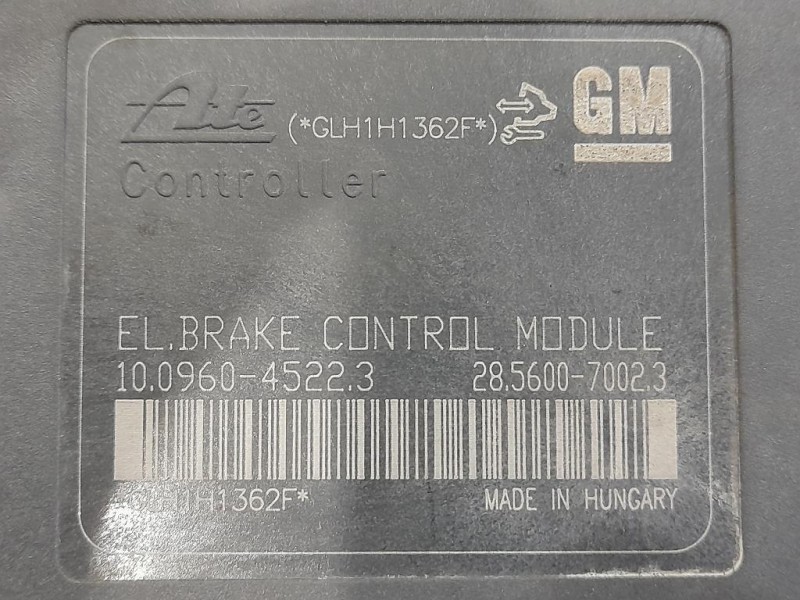 Ate (*GLH1H1362F*) GM
Controller
EL.BRAKE CONTROL MODULE
10.0960-4522.3 28.5600-7002.3
H1H1362F* MADE IN HUNGARY